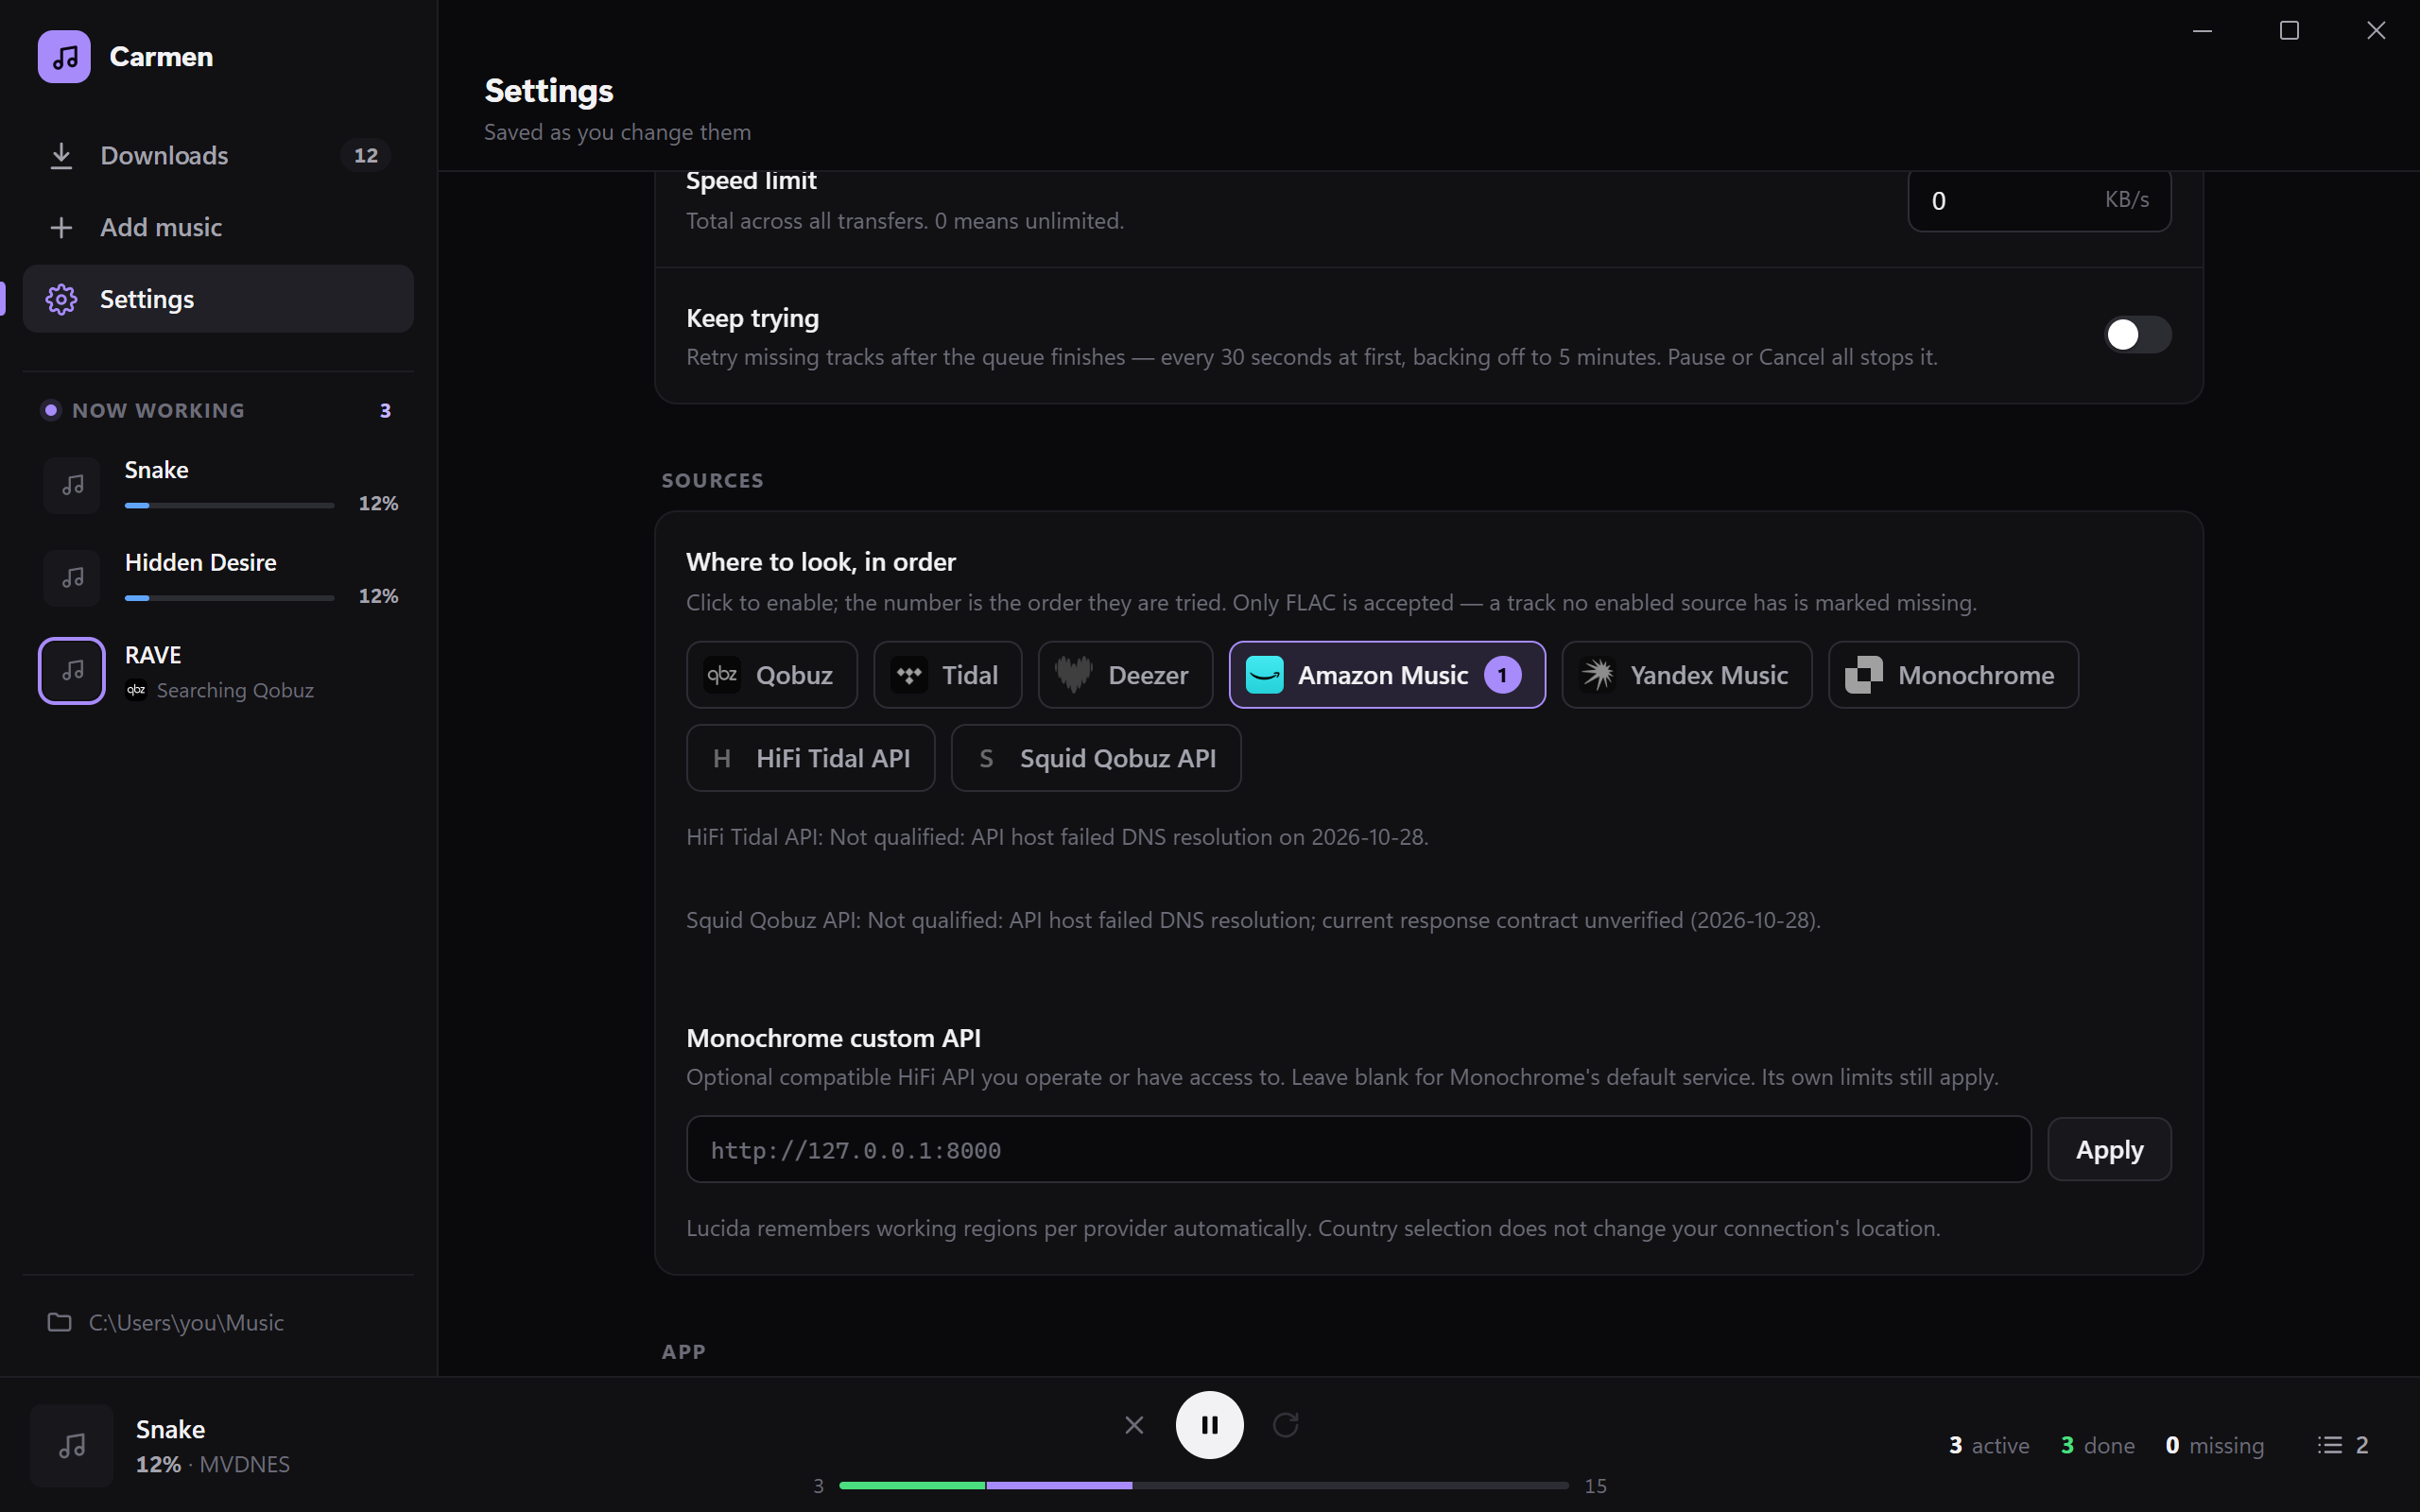 Carmen
Downloads 12
Add music
Settings
NOW WORKING 3
Snake
12%
Hidden Desire
12%
RAVE
qbz Searching Qobuz
C:\Users\you\Music
Settings
Saved as you change them
Speed limit
Total across all transfers. 0 means unlimited.
0 KB/s
Keep trying
Retry missing tracks after the queue finishes — every 30 seconds at first, backing off to 5 minutes. Pause or Cancel all stops it.
SOURCES
Where to look, in order
Click to enable; the number is the order they are tried. Only FLAC is accepted — a track no enabled source has is marked missing.
qbz Qobuz Tidal Deezer Amazon Music 1 Yandex Music Monochrome
H HiFi Tidal API S Squid Qobuz API
HiFi Tidal API: Not qualified: API host failed DNS resolution on 2026-10-28.
Squid Qobuz API: Not qualified: API host failed DNS resolution; current response contract unverified (2026-10-28).
Monochrome custom API
Optional compatible HiFi API you operate or have access to. Leave blank for Monochrome's default service. Its own limits still apply.
http://127.0.0.1:8000 Apply
Lucida remembers working regions per provider automatically. Country selection does not change your connection's location.
APP
Snake
12% · MVDNES
3 15
3 active 3 done 0 missing 2